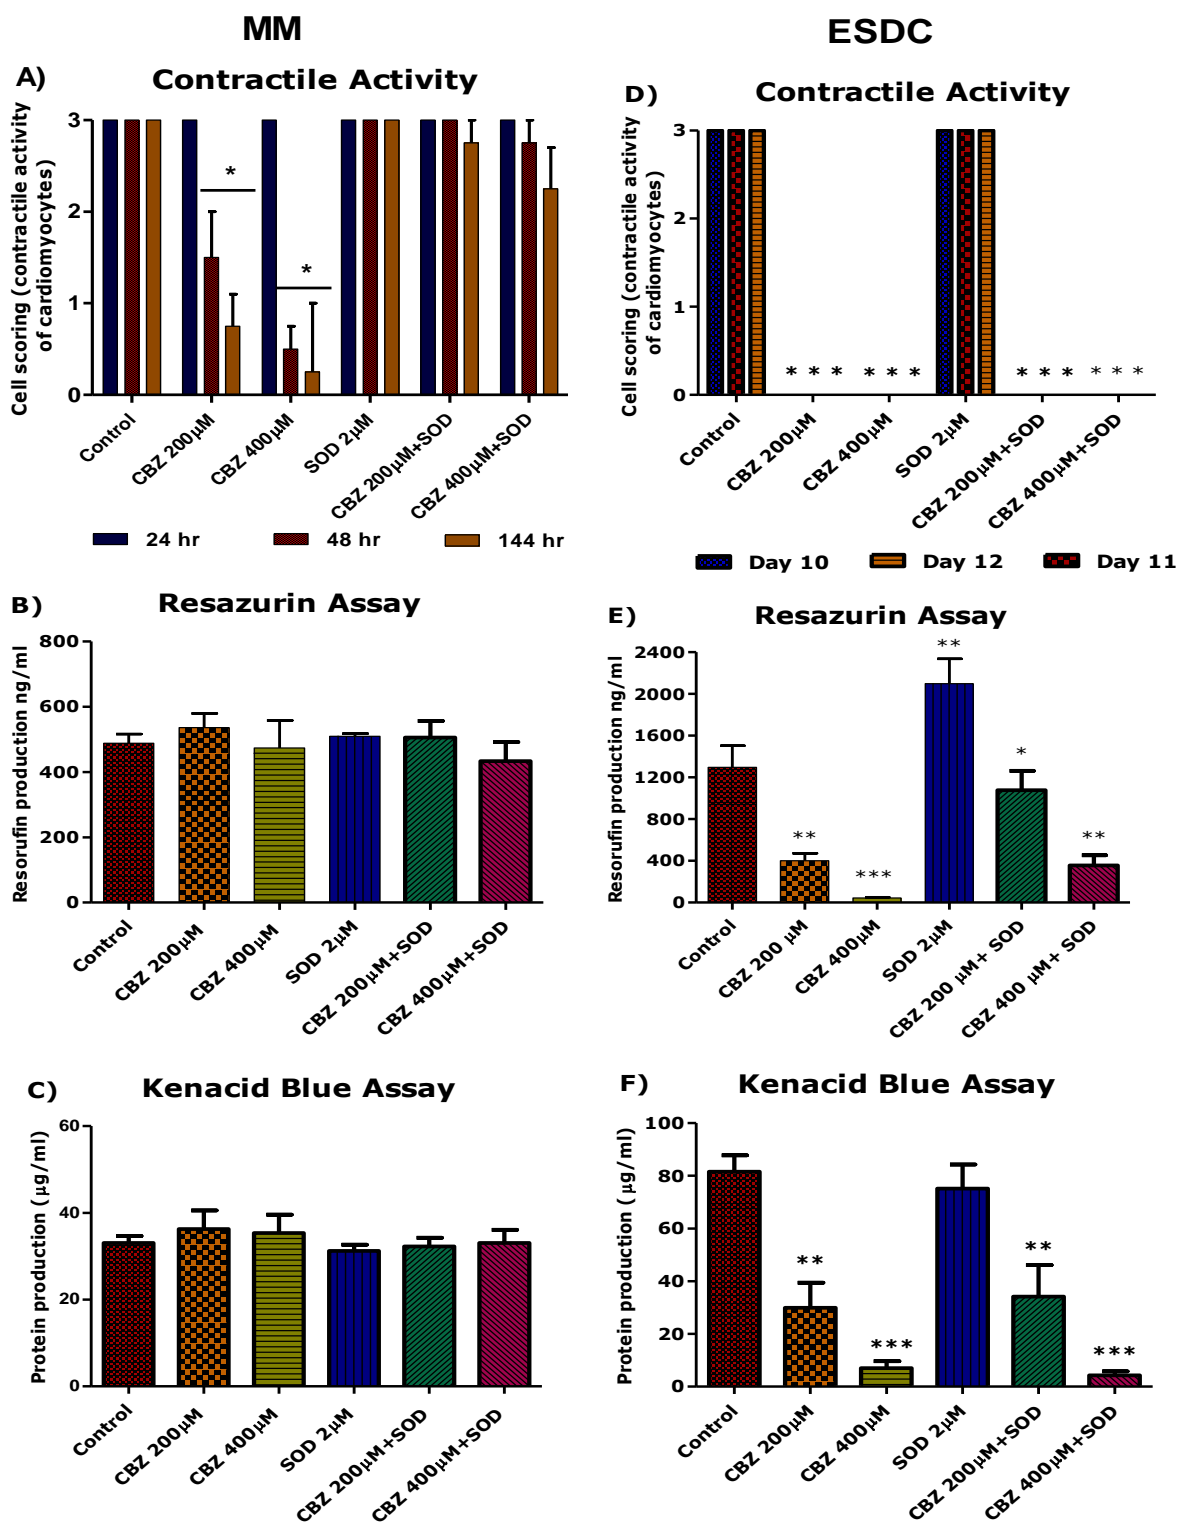 MM
ESDC
A) Contractile Activity
Cell scoring (contractile activity
of cardiomyocytes)
3
2
1
0
*
*
Control
CBZ 200µM
CBZ 400µM
SOD 2µM
CBZ 200µM+SOD
CBZ 400µM+SOD
24 hr
48 hr
144 hr
D) Contractile Activity
Cell scoring (contractile activity
of cardiomyocytes)
3
2
1
0
* * * * * *
* * * * * *
Control
CBZ 200µM
CBZ 400µM
SOD 2µM
CBZ 200µM+SOD
CBZ 400µM+SOD
Day 10
Day 12
Day 11
B) Resazurin Assay
Resorufin production ng/ml
800
600
400
200
0
Control
CBZ 200µM
CBZ 400µM
SOD 2µM
CBZ 200µM+SOD
CBZ 400µM+SOD
E) Resazurin Assay
Resorufin production ng/ml
2400
2000
1600
1200
800
400
0
**
***
**
*
**
Control
CBZ 200 µM
CBZ 400µM
SOD 2µM
CBZ 200 µM+ SOD
CBZ 400 µM+ SOD
C) Kenacid Blue Assay
Protein production (µg/ml)
60
40
20
0
Control
CBZ 200µM
CBZ 400µM
SOD 2µM
CBZ 200µM+SOD
CBZ 400µM+SOD
F) Kenacid Blue Assay
Protein production ( µg/ml)
100
80
60
40
20
0
**
***
**
***
Control
CBZ 200µM
CBZ 400µM
SOD 2µM
CBZ 200µM+SOD
CBZ 400µM+SOD